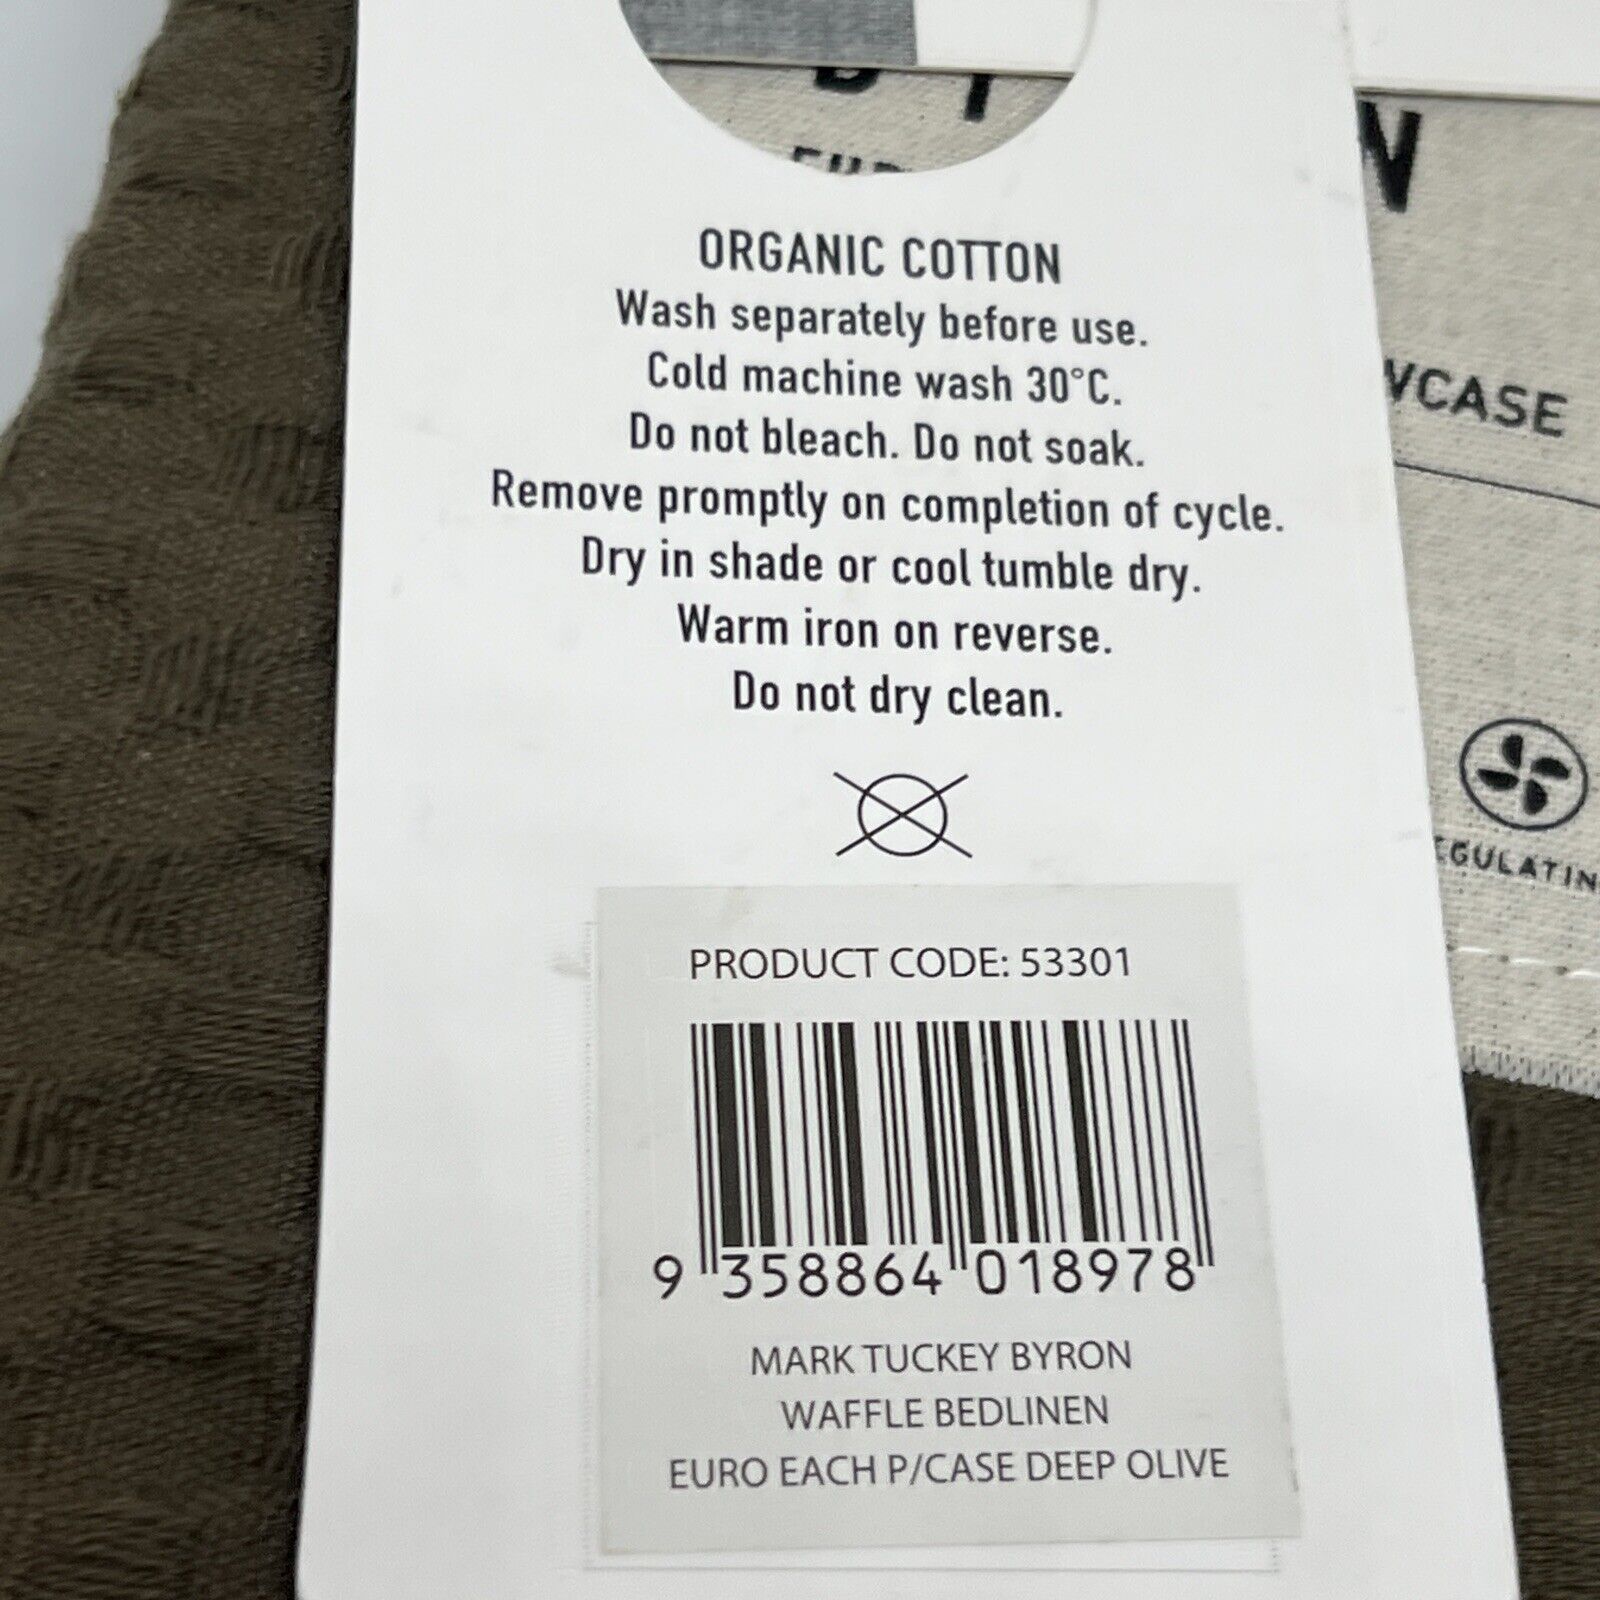 ORGANIC COTTON
Wash separately before use.
Cold machine wash 30°C.
Do not bleach. Do not soak.
Remove promptly on completion of cycle.
Dry in shade or cool tumble dry.
Warm iron on reverse.
Do not dry clean.
PRODUCT CODE: 53301
9 358864 018978
MARK TUCKEY BYRON
WAFFLE BEDLINEN
EURO EACH P/CASE DEEP OLIVE